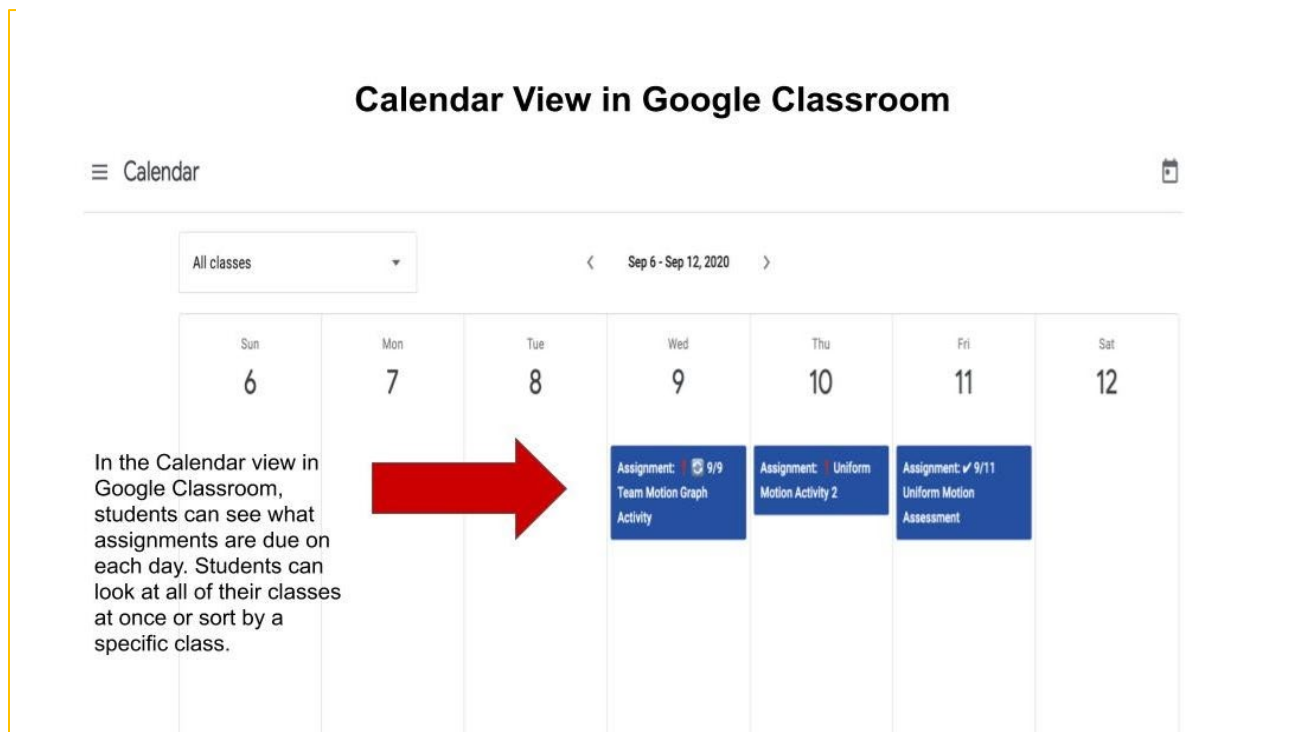 Calendar View in Google Classroom
☰ Calendar
All classes
Sep 6 - Sep 12, 2020
Sun Mon Tue Wed Thu Fri Sat
6 7 8 9 10 11 12
In the Calendar view in
Google Classroom,
students can see what
assignments are due on
each day. Students can
look at all of their classes
at once or sort by a
specific class.
Assignment: ❗🔄 9/9
Team Motion Graph
Activity
Assignment: ❗ Uniform
Motion Activity 2
Assignment: ✔ 9/11
Uniform Motion
Assessment